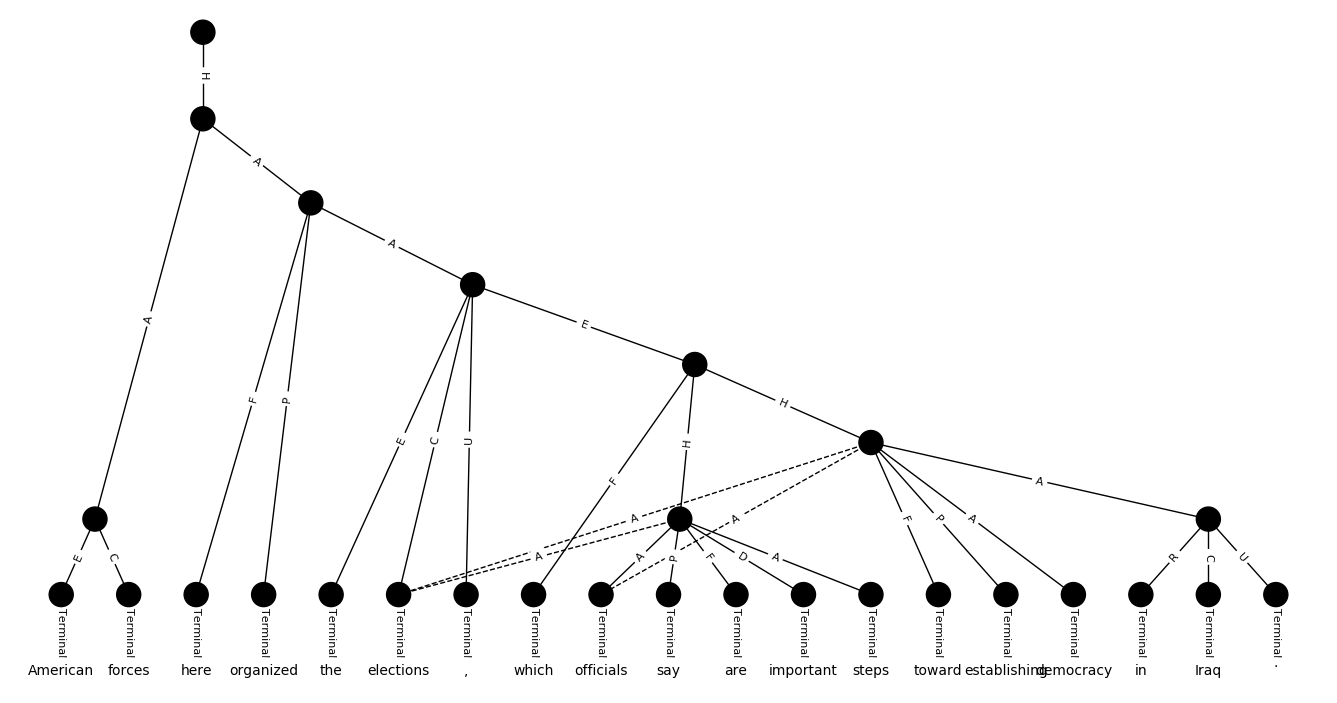 H
A
A
A
A
E
F
P
H
E
C
U
H
F
A
A
A
A
F
P
A
E
C
A
P
F
D
A
R
C
U
Terminal Terminal Terminal Terminal Terminal Terminal Terminal Terminal Terminal Terminal Terminal Terminal Terminal Terminal Terminal Terminal Terminal Terminal Terminal
American forces here organized the elections , which officials say are important steps toward establishing democracy in Iraq .